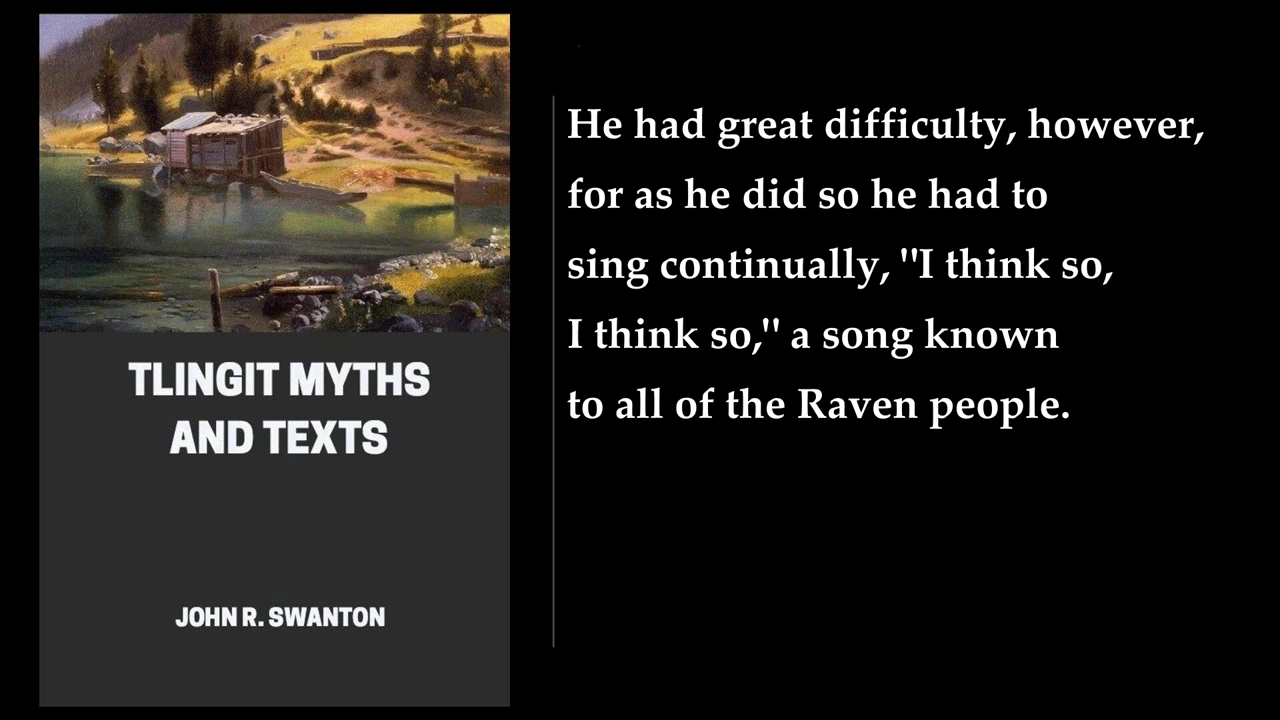 TLINGIT MYTHS
AND TEXTS
JOHN R. SWANTON
He had great difficulty, however,
for as he did so he had to
sing continually, "I think so,
I think so," a song known
to all of the Raven people.